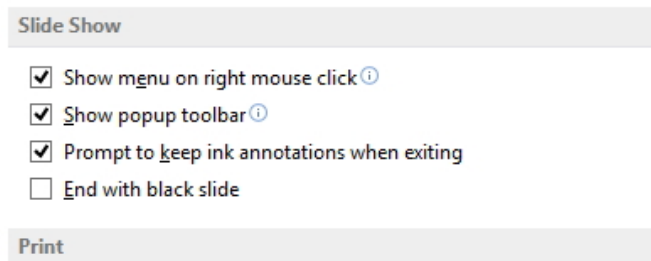 Slide Show
Show menu on right mouse click
Show popup toolbar
Prompt to keep ink annotations when exiting
End with black slide
Print